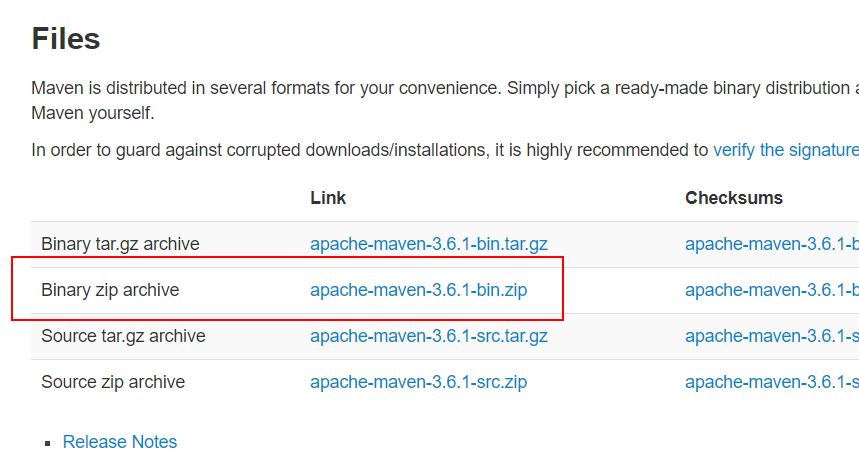 Files
Maven is distributed in several formats for your convenience. Simply pick a ready-made binary distribution
Maven yourself.
In order to guard against corrupted downloads/installations, it is highly recommended to verify the signature
Link Checksums
Binary tar.gz archive apache-maven-3.6.1-bin.tar.gz apache-maven-3.6.1-b
Binary zip archive apache-maven-3.6.1-bin.zip apache-maven-3.6.1-b
Source tar.gz archive apache-maven-3.6.1-src.tar.gz apache-maven-3.6.1-s
Source zip archive apache-maven-3.6.1-src.zip apache-maven-3.6.1-s
Release Notes